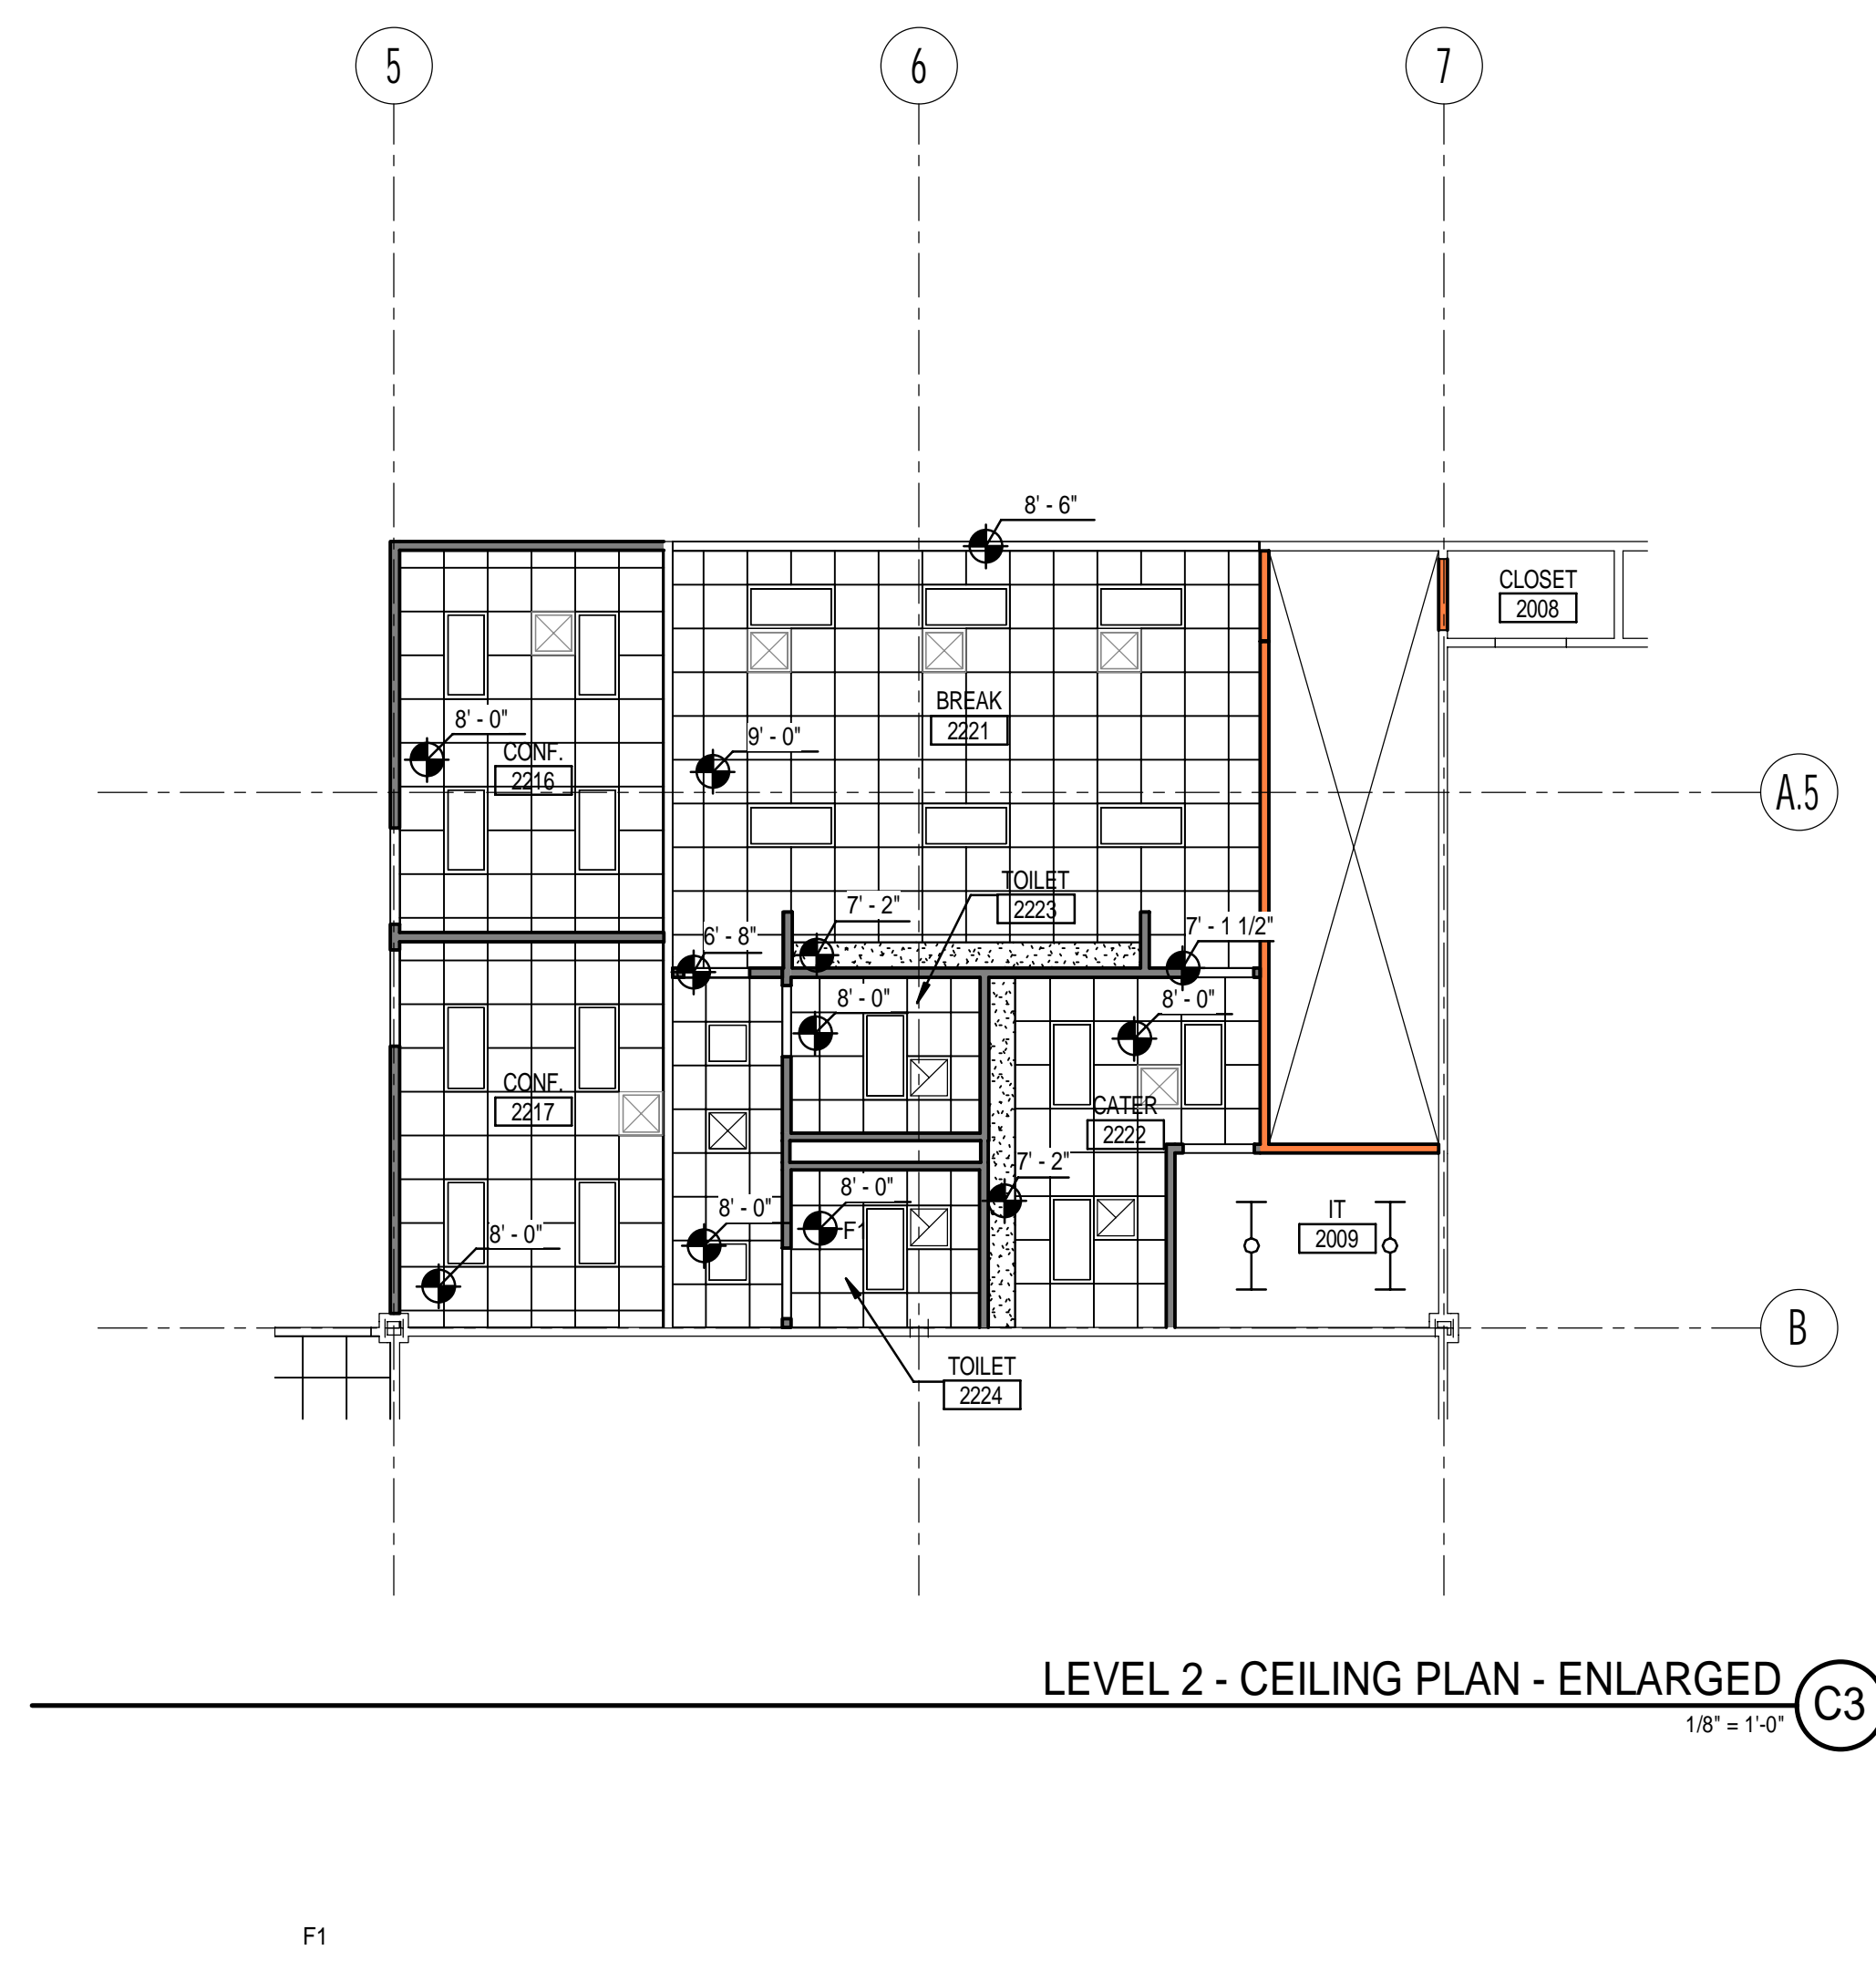 5
6
7
8' - 6"
CLOSET
2008
BREAK
2221
8' - 0"
9' - 0"
CONF.
2216
A.5
TOILET
2223
7' - 2"
6' - 8"
7' - 1 1/2"
8' - 0"
8' - 0"
CONF.
2217
CATER
2222
7' - 2"
8' - 0"
8' - 0"
F1
8' - 0"
IT
2009
B
TOILET
2224
LEVEL 2 - CEILING PLAN - ENLARGED
C3
1/8" = 1'-0"
F1